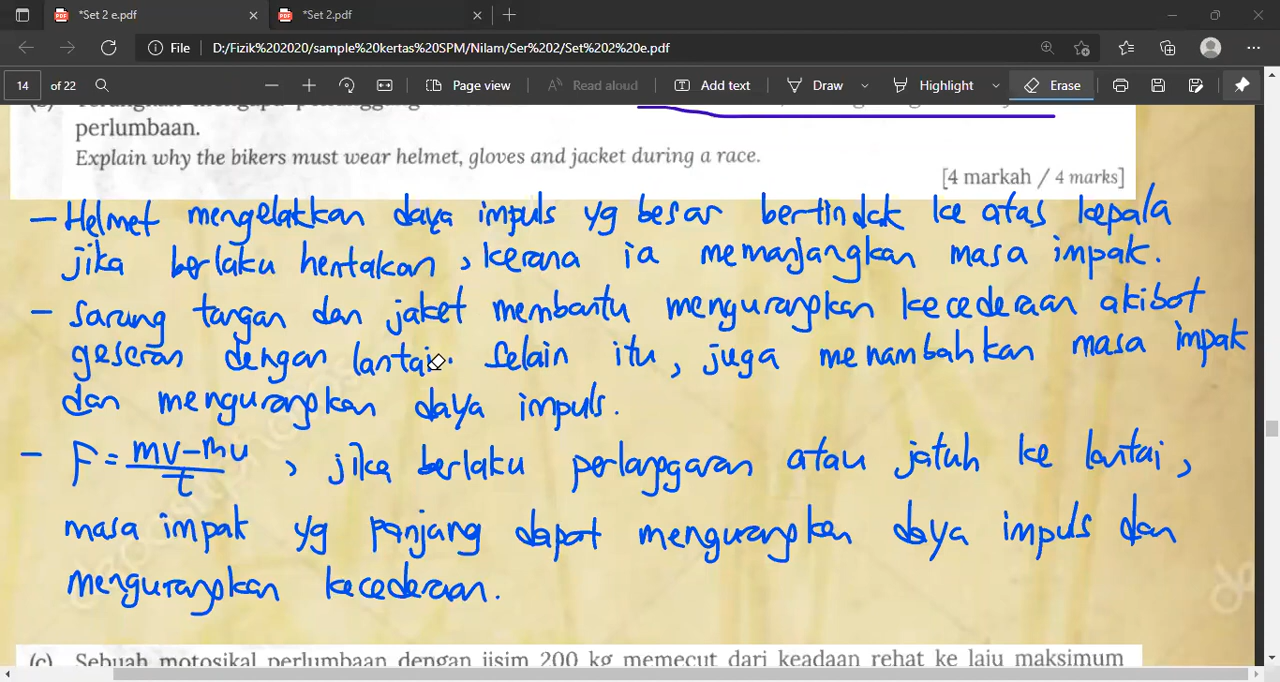 *Set 2 e.pdf
*Set 2.pdf
File D:/Fizik%202020/sample%20kertas%20SPM/Nilam/Ser%202/Set%202%20e.pdf
14 of 22 Page view Read aloud Add text Draw Highlight Erase
perlumbaan.
Explain why the bikers must wear helmet, gloves and jacket during a race.
[4 markah / 4 marks]
- Helmet mengelakkan daya impuls yg besar bertindak ke atas kepala
jika berlaku hentakan, kerana ia memanjangkan masa impak.
- Sarung tangan dan jaket membantu mengurangkan kecederaan akibat
geseran dengan lantai. Selain itu, juga menambahkan masa impak
dan mengurangkan daya impuls.
- F = mv-mu / t , jika berlaku perlanggaran atau jatuh ke lantai,
masa impak yg panjang dapat mengurangkan daya impuls dan
mengurangkan kecederaan.
(c) Sebuah motosikal perlumbaan dengan jisim 200 kg memecut dari keadaan rehat ke laju maksimum